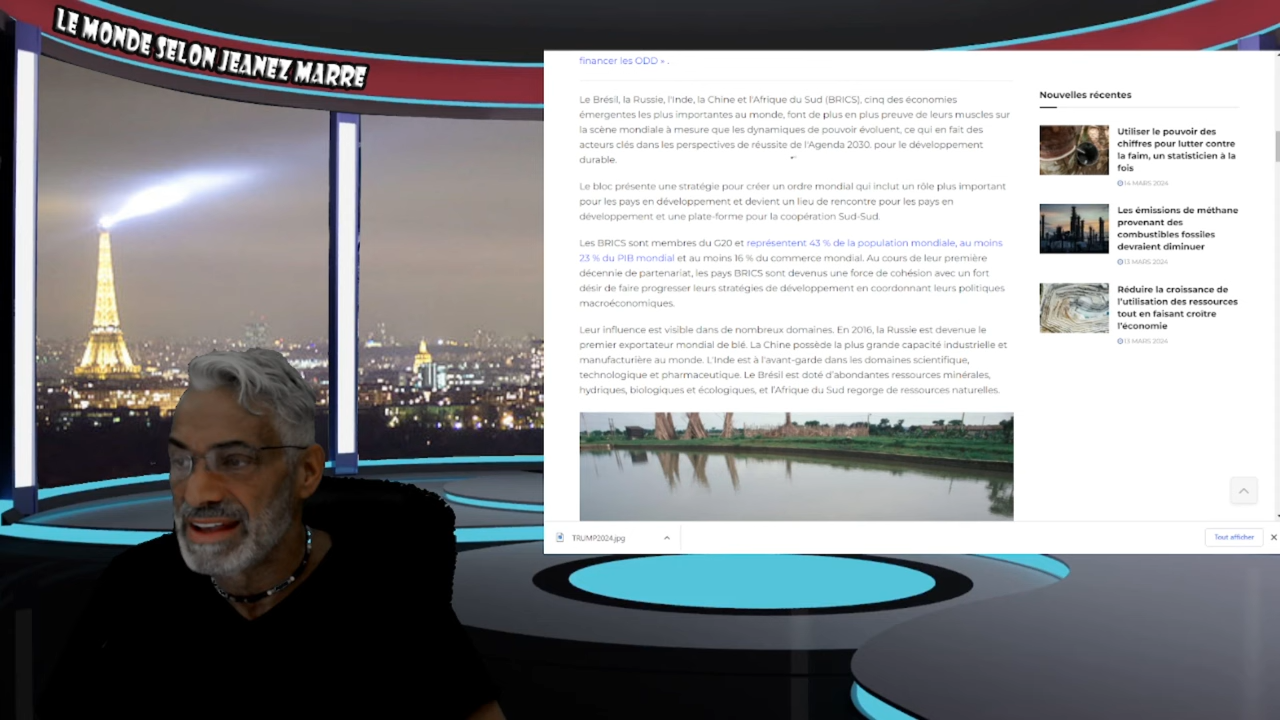 LE MONDE SELON JEANEZ MARRE
financer les ODD » .
Le Brésil, la Russie, l'Inde, la Chine et l'Afrique du Sud (BRICS), cinq des économies
émergentes les plus importantes au monde, font de plus en plus preuve de leurs muscles sur
la scène mondiale à mesure que les dynamiques de pouvoir évoluent, ce qui en fait des
acteurs clés dans les perspectives de réussite de l'Agenda 2030. pour le développement
durable.
Le bloc présente une stratégie pour créer un ordre mondial qui inclut un rôle plus important
pour les pays en développement et devient un lieu de rencontre pour les pays en
développement et une plate-forme pour la coopération Sud-Sud.
Les BRICS sont membres du G20 et représentent 43 % de la population mondiale, au moins
23 % du PIB mondial et au moins 16 % du commerce mondial. Au cours de leur première
décennie de partenariat, les pays BRICS sont devenus une force de cohésion avec un fort
désir de faire progresser leurs stratégies de développement en coordonnant leurs politiques
macroéconomiques.
Leur influence est visible dans de nombreux domaines. En 2016, la Russie est devenue le
premier exportateur mondial de blé. La Chine possède la plus grande capacité industrielle et
manufacturière au monde. L'Inde est à l'avant-garde dans les domaines scientifique,
technologique et pharmaceutique. Le Brésil est doté d'abondantes ressources minérales,
hydriques, biologiques et écologiques, et l'Afrique du Sud regorge de ressources naturelles.
Nouvelles récentes
Utiliser le pouvoir des
chiffres pour lutter contre
la faim, un statisticien à la
fois
14 MARS 2024
Les émissions de méthane
provenant des
combustibles fossiles
devraient diminuer
13 MARS 2024
Réduire la croissance de
l'utilisation des ressources
tout en faisant croître
l'économie
13 MARS 2024
TRUMP2024.jpg
Tout afficher